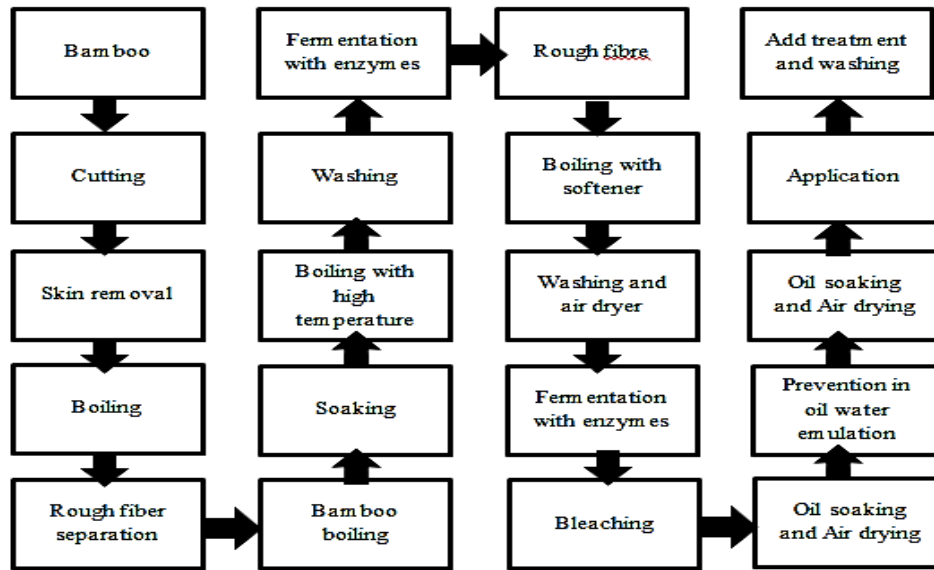 Bamboo
Cutting
Skin removal
Boiling
Rough fiber
separation
Bamboo
boiling
Soaking
Boiling with
high
temperature
Washing
Fermentation
with enzymes
Rough fibre
Boiling with
softener
Washing and
air dryer
Fermentation
with enzymes
Bleaching
Oil soaking
and Air drying
Prevention in
oil water
emulation
Oil soaking
and Air drying
Application
Add treatment
and washing